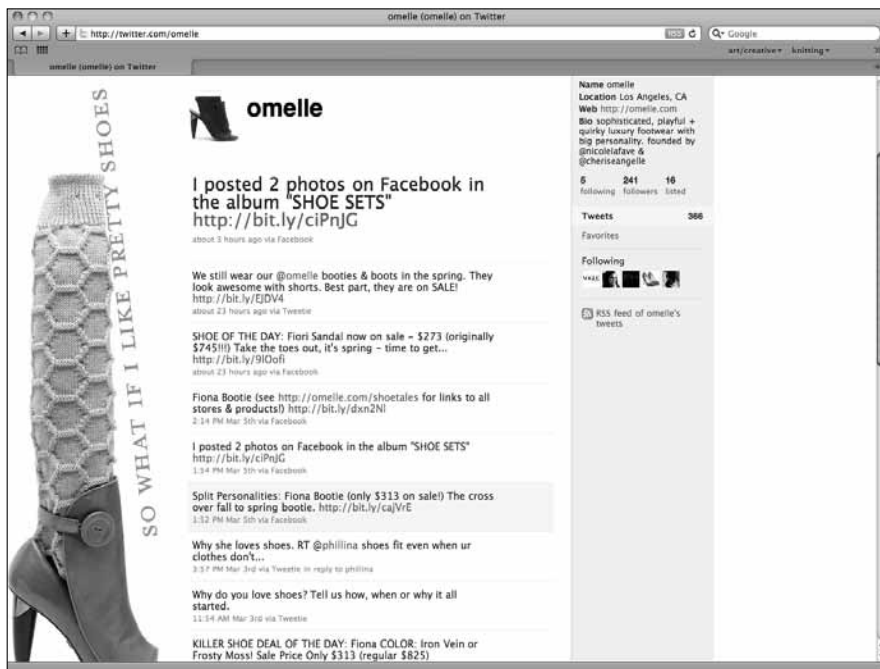 omelle (omelle) on Twitter
http://twitter.com/omelle
RSS
Google
art/creative
knitting
omelle (omelle) on Twitter
SO WHAT IF I LIKE PRETTY SHOES
omelle
I posted 2 photos on Facebook in
the album "SHOE SETS"
http://bit.ly/ciPnJG
about 5 hours ago via Facebook
We still wear our @omelle booties & boots in the spring. They
look awesome with shorts. Best part, they are on SALE!
http://bit.ly/EJDV4
about 23 hours ago via Tweetie
SHOE OF THE DAY: Fiori Sandal now on sale - $273 (originally
$745!!!) Take the toes out, it's spring - time to get...
http://bit.ly/9lOofi
about 23 hours ago via Facebook
Fiona Bootie (see http://omelle.com/shoetales for links to all
stores & products!) http://bit.ly/dxn2Nl
2:14 PM Mar 5th via Facebook
I posted 2 photos on Facebook in the album "SHOE SETS"
http://bit.ly/ciPnJG
1:54 PM Mar 5th via Facebook
Split Personalities: Fiona Bootie (only $313 on sale!) The cross
over fall to spring bootie. http://bit.ly/cajVrE
1:52 PM Mar 5th via Facebook
Why she loves shoes. RT @phillina shoes fit even when ur
clothes don't...
3:57 PM Mar 3rd via Tweetie in reply to phillina
Why do you love shoes? Tell us how, when or why it all
started.
11:54 AM Mar 3rd via Tweetie
KILLER SHOE DEAL OF THE DAY: Fiona COLOR: Iron Vein or
Frosty Moss! Sale Price Only $313 (regular $825)
Name omelle
Location Los Angeles, CA
Web http://omelle.com
Bio sophisticated, playful +
quirky luxury footwear with
big personality. founded by
@nicolelafave &
@cheriseangelle
5 241 16
following followers listed
Tweets 366
Favorites
Following
VOGUE
RSS feed of omelle's
tweets